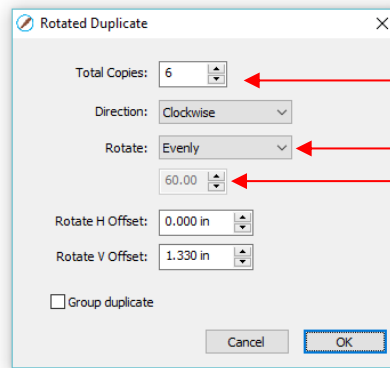 Rotated Duplicate
Total Copies: 6
Direction: Clockwise
Rotate: Evenly
60.00
Rotate H Offset: 0.000 in
Rotate V Offset: 1.330 in
Group duplicate
Cancel OK